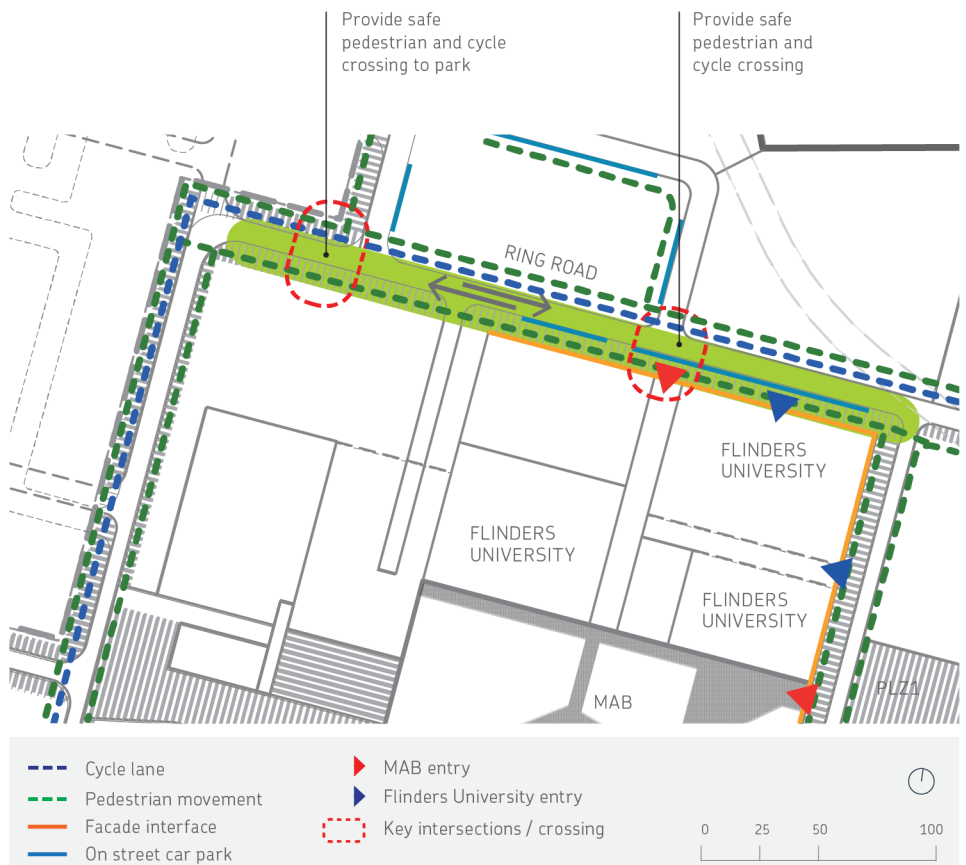 Provide safe
pedestrian and cycle
crossing to park
Provide safe
pedestrian and
cycle crossing
RING ROAD
FLINDERS
UNIVERSITY
FLINDERS
UNIVERSITY
FLINDERS
UNIVERSITY
PLZ1
MAB
Cycle lane
Pedestrian movement
Facade interface
On street car park
MAB entry
Flinders University entry
Key intersections / crossing
0 25 50 100